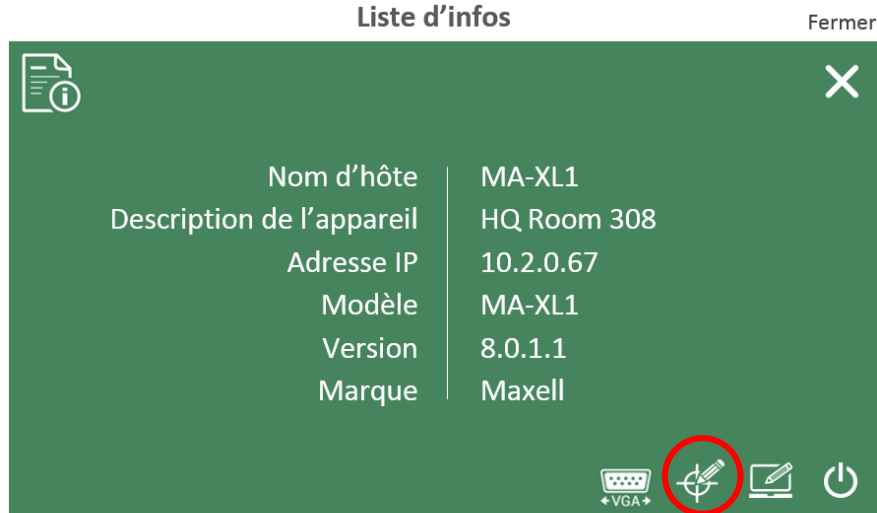 Liste d'infos
Fermer
Nom d'hôte MA-XL1
Description de l'appareil HQ Room 308
Adresse IP 10.2.0.67
Modèle MA-XL1
Version 8.0.1.1
Marque Maxell
VGA